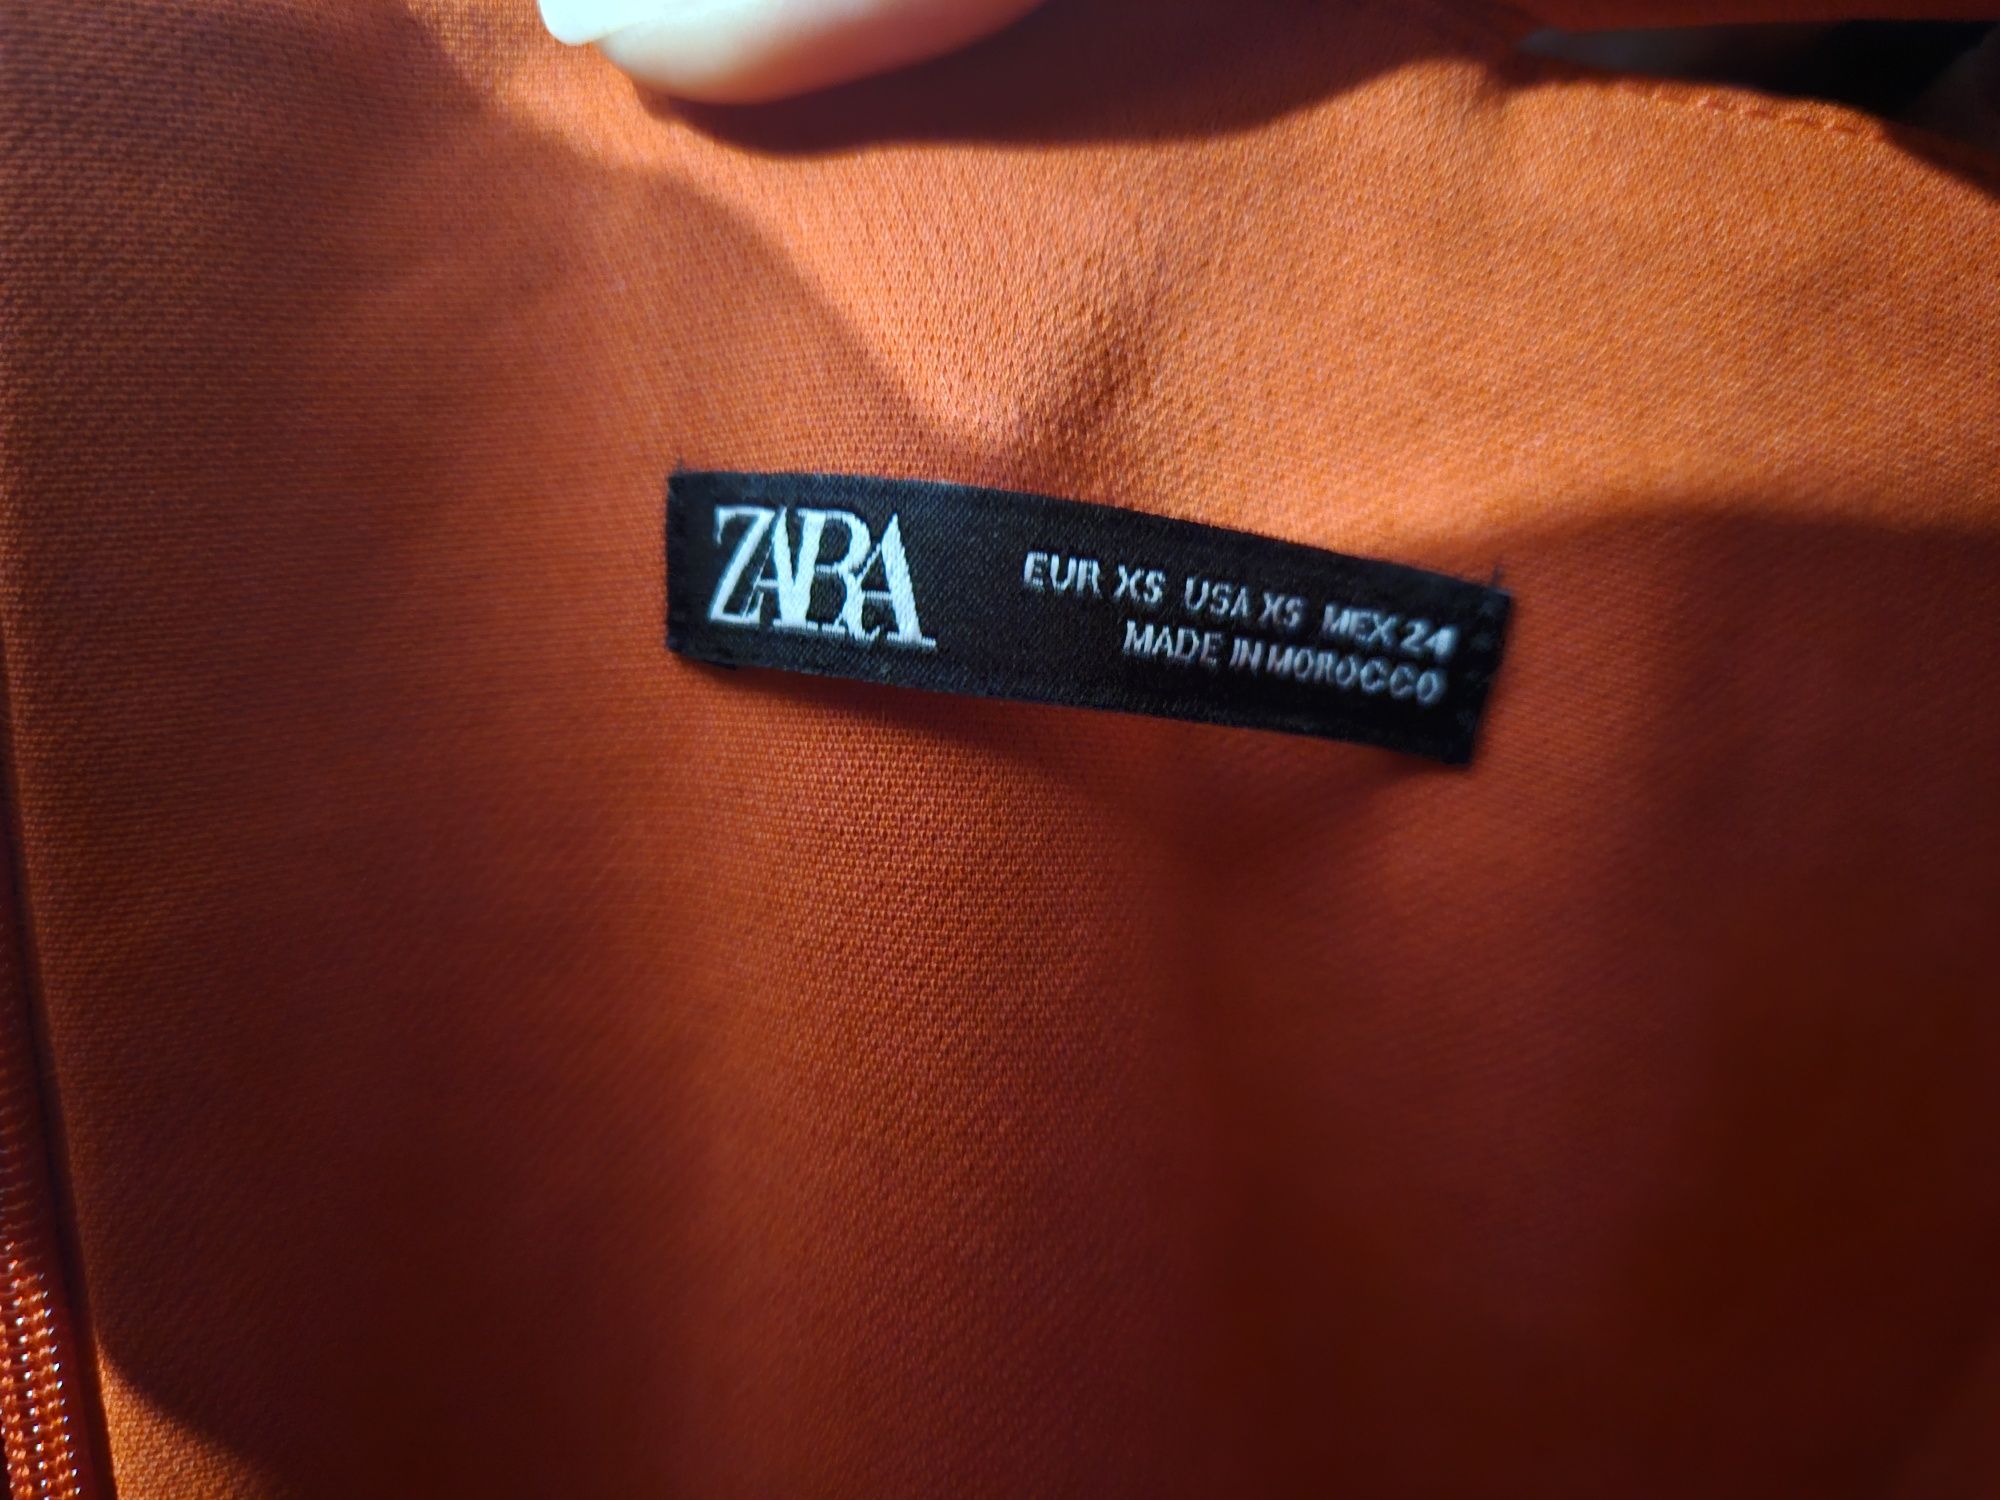 ZARA
EUR XS USA XS MEX 24
MADE IN MOROCCO